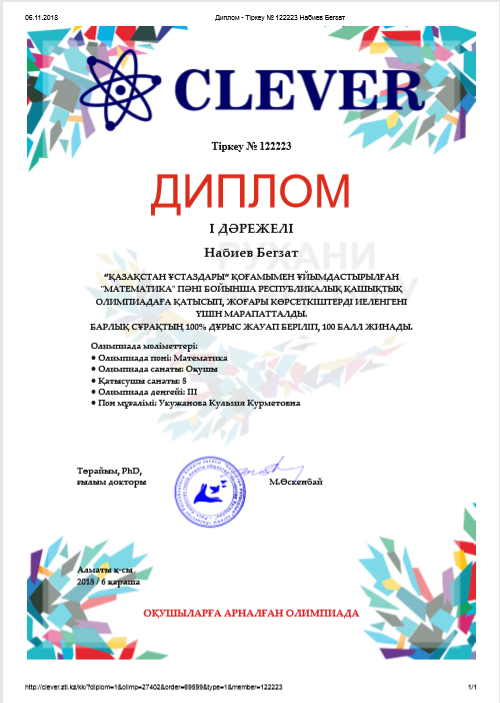 06.11.2018
Диплом - Тіркеу № 122223 Набиев Бегзат
CLEVER
Тіркеу № 122223
ДИПЛОМ
І ДӘРЕЖЕЛІ
Набиев Бегзат
РУХАНИ
"ҚАЗАҚСТАН ҰСТАЗДАРЫ" ҚОҒАМЫМЕН ҰЙЫМДАСТЫРЫЛҒАН
"МАТЕМАТИКА" ПӘНІ БОЙЫНША РЕСПУБЛИКАЛЫҚ ҚАШЫҚТЫҚ
ОЛИМПИАДАҒА ҚАТЫСЫП, ЖОҒАРЫ КӨРСЕТКІШТЕРДІ ИЕЛЕНГЕНІ
ҮШІН МАРАПАТТАЛДЫ.
БАРЛЫҚ СҰРАҚТЫҢ 100% ДҰРЫС ЖАУАП БЕРІЛІП, 100 БАЛЛ ЖИНАДЫ.
Олимпиада мәліметтері:
● Олимпиада пәні: Математика
● Олимпиада санаты: Оқушы
● Қатысушы санаты: 8
● Олимпиада деңгейі: III
● Пән мұғалімі: Укужанова Кульзия Курметовна
Төрайым, PhD,
ғылым докторы
М.Өскенбай
Алматы қ-сы
2018 / 6 қараша
ОҚУШЫЛАРҒА АРНАЛҒАН ОЛИМПИАДА
http://clever.ztl.kz/kk/?diplom=1&olimp=27402&order=69699&type=1&member=122223
1/1